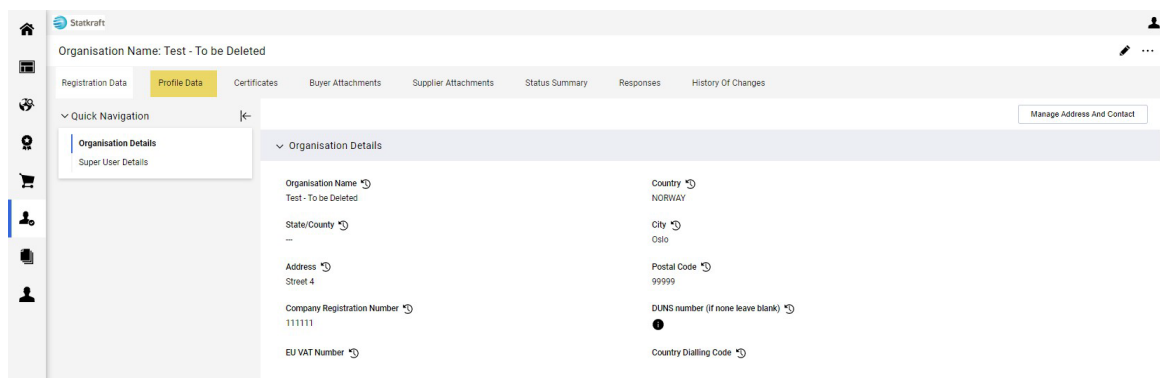 Statkraft
Organisation Name: Test - To be Deleted
Registration Data Profile Data Certificates Buyer Attachments Supplier Attachments Status Summary Responses History Of Changes
Quick Navigation
Manage Address And Contact
Organisation Details
Super User Details
Organisation Details
Organisation Name Country
Test - To be Deleted NORWAY
State/County City
--- Oslo
Address Postal Code
Street 4 99999
Company Registration Number DUNS number (if none leave blank)
111111
EU VAT Number Country Dialling Code